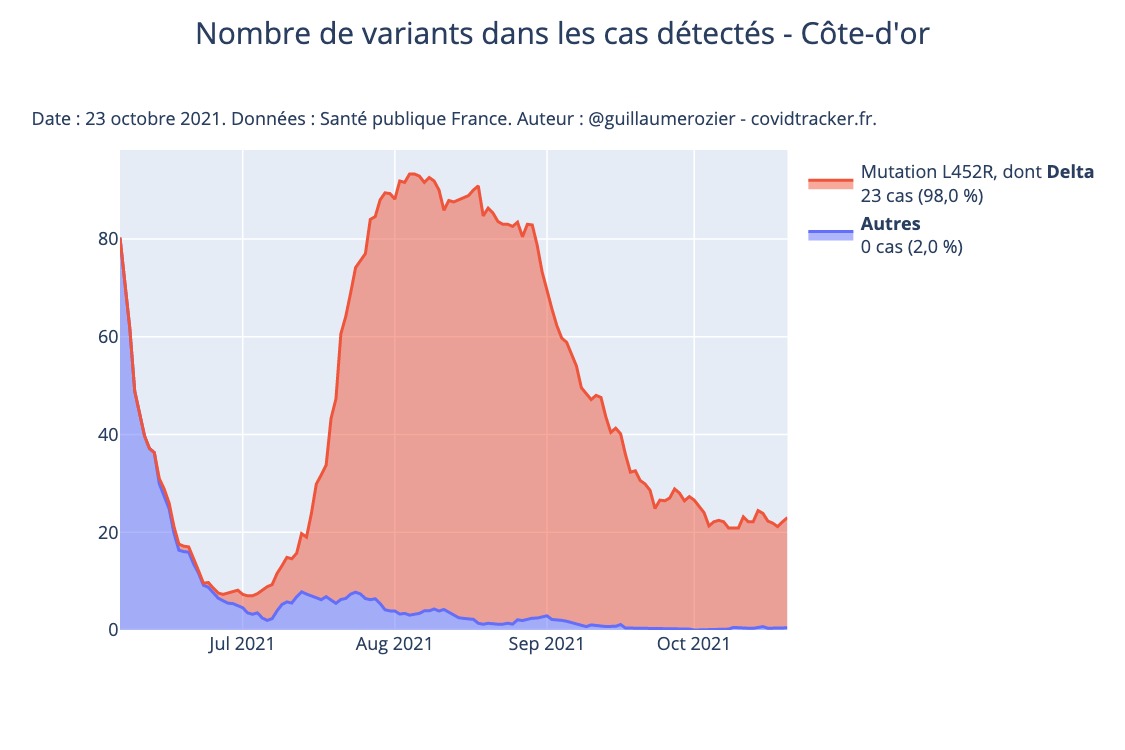 Nombre de variants dans les cas détectés - Côte-d'or
Date : 23 octobre 2021. Données : Santé publique France. Auteur : @guillaumerozier - covidtracker.fr.
Mutation L452R, dont Delta
23 cas (98,0 %)
Autres
0 cas (2,0 %)
80
60
40
20
0
Jul 2021
Aug 2021
Sep 2021
Oct 2021